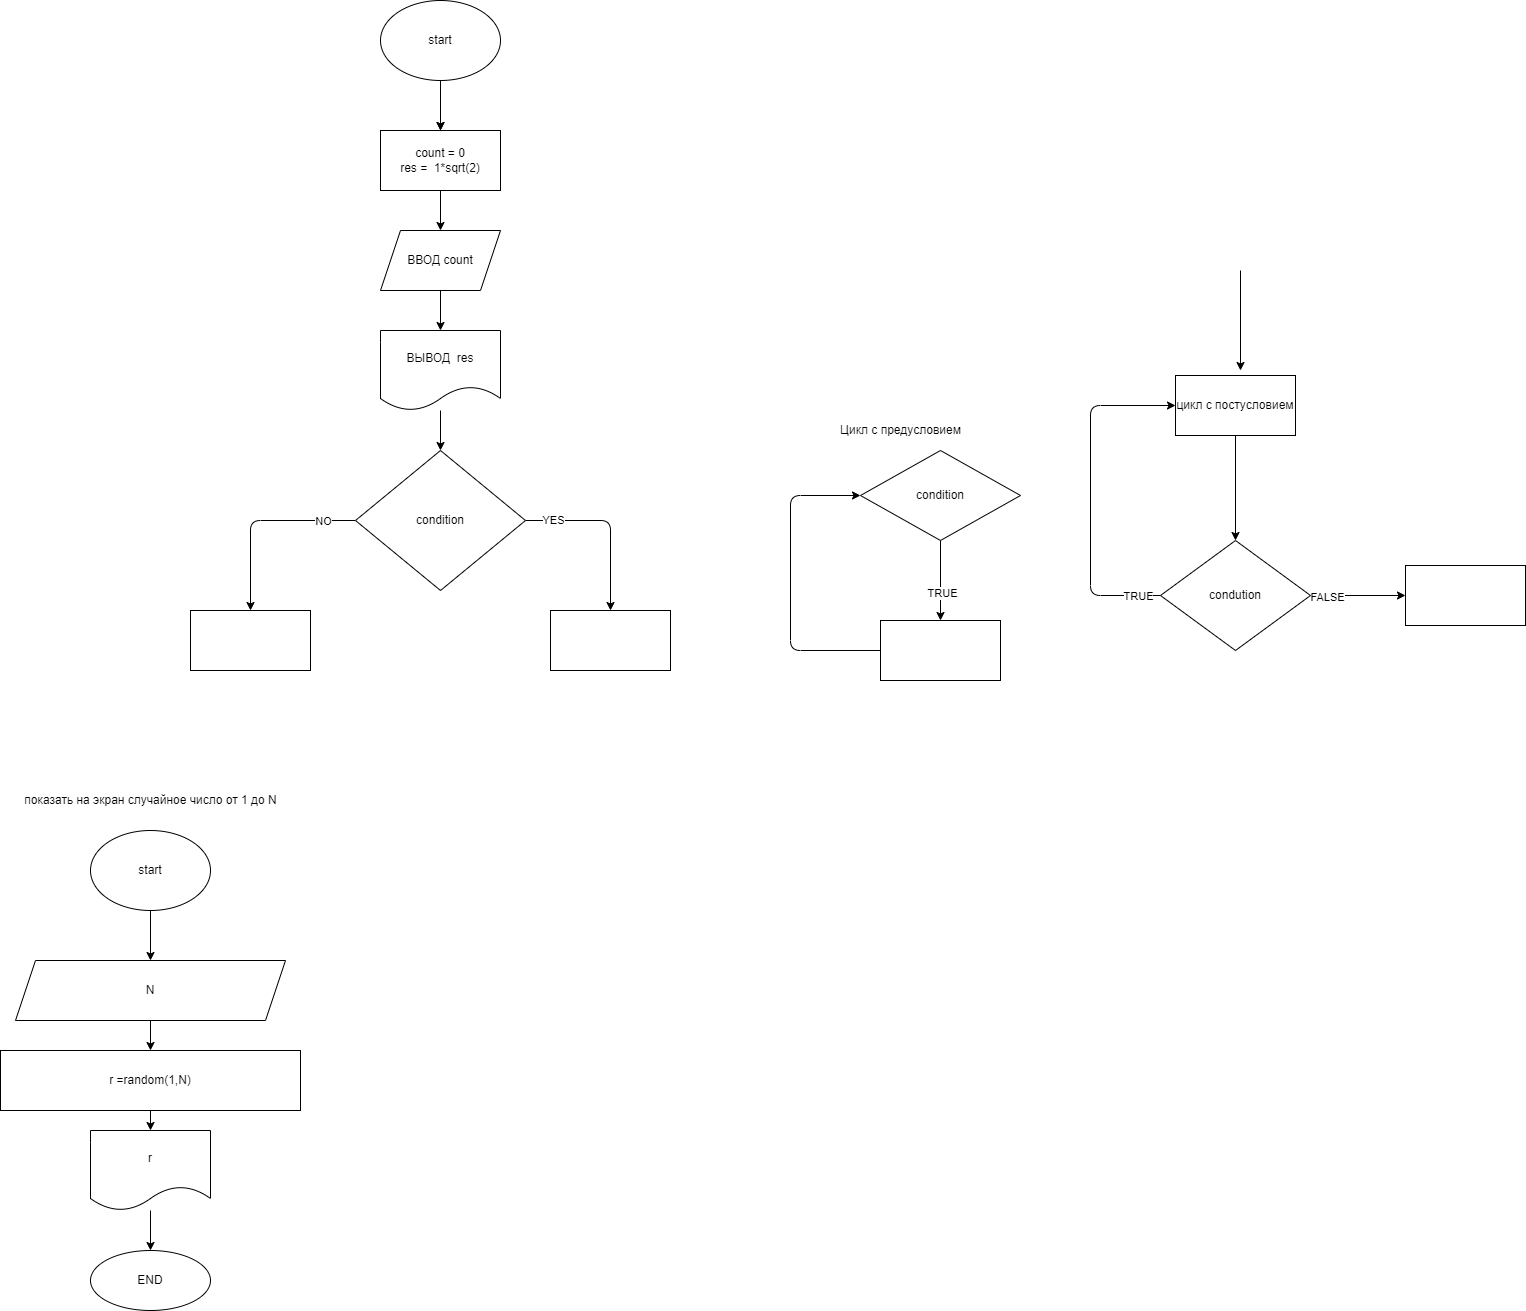 start
count = 0
res =  1*sqrt(2)
ВВОД count
ВЫВОД  res
condition
NO
YES
Цикл с предусловием
condition
TRUE
цикл с постусловием
condution
TRUE
FALSE
показать на экран случайное число от 1 до N
start
N
r =random(1,N)
r
END